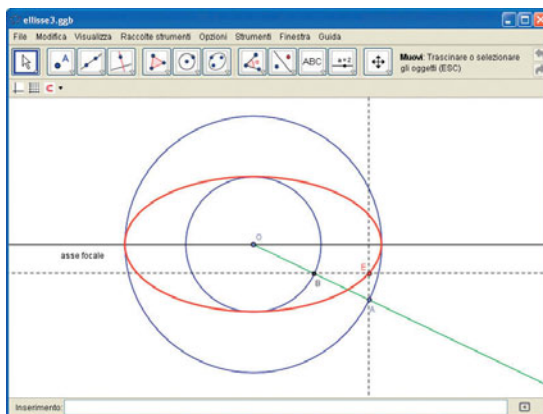 ellisse3.ggb
File Modifica Visualizza Raccolte strumenti Opzioni Strumenti Finestra Guida
A
ABC
a=2
Muovi: Trascinare o selezionare
gli oggetti (ESC)
O
asse focale
B
E
A
Inserimento: